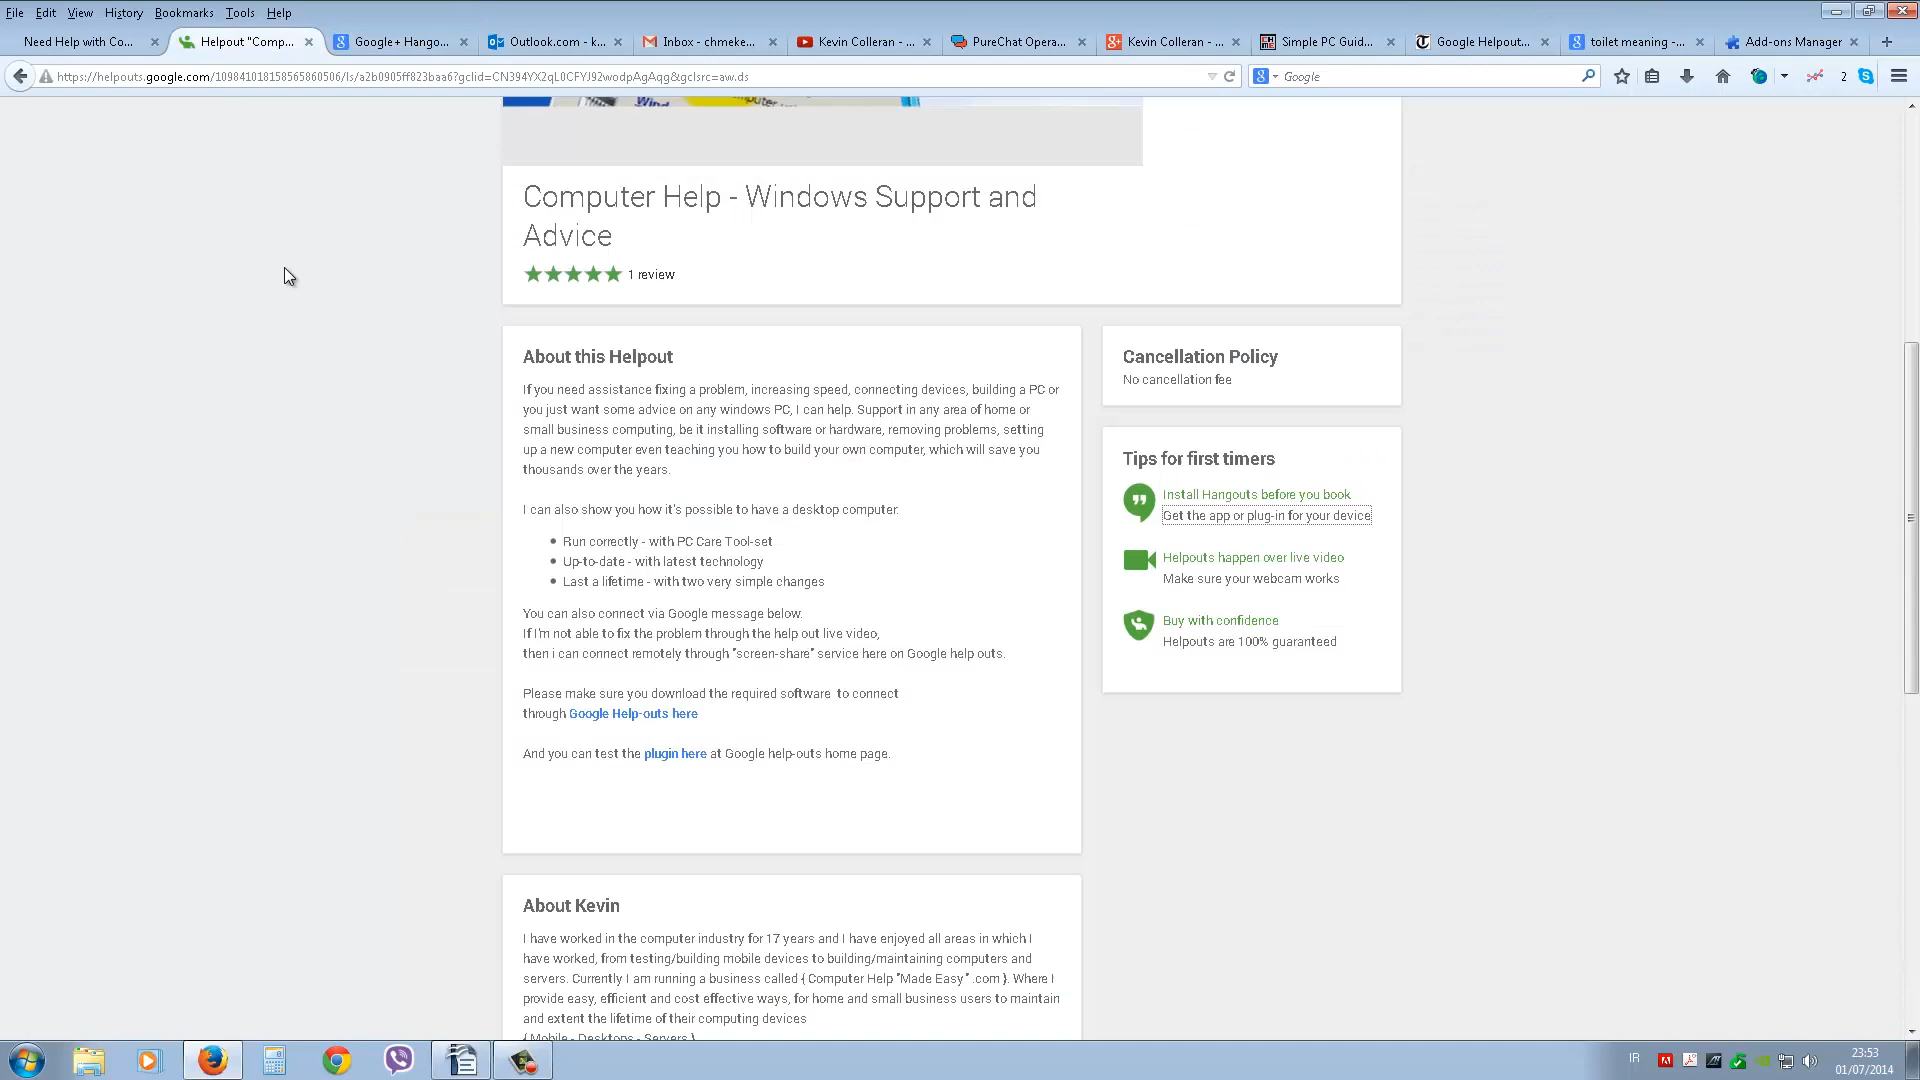 File Edit View History Bookmarks Tools Help
Need Help with Co... Helpout "Comp... Google+ Hango... Outlook.com - k... Inbox - chmeke... Kevin Colleran - ... PureChat Opera... Kevin Colleran - ... Simple PC Guid... Google Helpout... toilet meaning - ... Add-ons Manager
https://helpouts.google.com/109841018158565860506/ls/a2b0905ff823baa6?gclid=CN394YX2qL0CFYJ92wodpAgAqg&gclsrc=aw.ds Google 2
Wind omputer
Computer Help - Windows Support and
Advice
1 review
About this Helpout
If you need assistance fixing a problem, increasing speed, connecting devices, building a PC or
you just want some advice on any windows PC, I can help. Support in any area of home or
small business computing, be it installing software or hardware, removing problems, setting
up a new computer even teaching you how to build your own computer, which will save you
thousands over the years.
I can also show you how it's possible to have a desktop computer.
Run correctly - with PC Care Tool-set
Up-to-date - with latest technology
Last a lifetime - with two very simple changes
You can also connect via Google message below.
If I'm not able to fix the problem through the help out live video,
then i can connect remotely through "screen-share" service here on Google help outs.
Please make sure you download the required software to connect
through Google Help-outs here
And you can test the plugin here at Google help-outs home page.
Cancellation Policy
No cancellation fee
Tips for first timers
Install Hangouts before you book
Get the app or plug-in for your device
Helpouts happen over live video
Make sure your webcam works
Buy with confidence
Helpouts are 100% guaranteed
About Kevin
I have worked in the computer industry for 17 years and I have enjoyed all areas in which I
have worked, from testing/building mobile devices to building/maintaining computers and
servers. Currently I am running a business called { Computer Help "Made Easy" .com }. Where I
provide easy, efficient and cost effective ways, for home and small business users to maintain
and extent the lifetime of their computing devices
{ Mobile - Desktops - Servers }
IR
23:53
01/07/2014